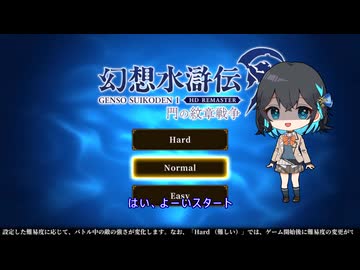 幻想水滸伝
GENSO SUIKODEN I HD REMASTER
門の紋章戦争
Hard
Normal
Easy
はい、よーいスタート
設定した難易度に応じて、バトル中の敵の強さが変化します。なお、「Hard（難しい）」では、ゲーム開始後に難易度の変更がで